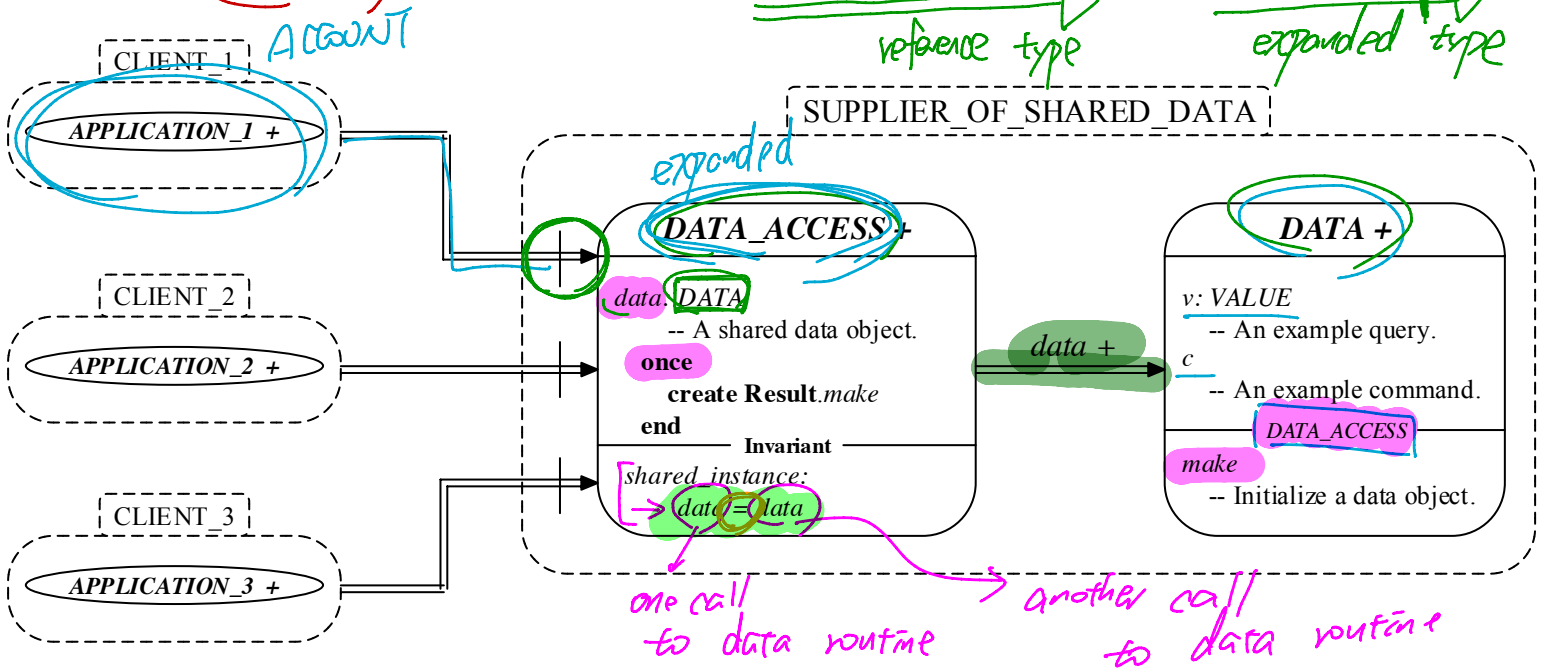 reference type
expanded type
ACCOUNT
CLIENT_1
APPLICATION_1 +
CLIENT_2
APPLICATION_2 +
CLIENT_3
APPLICATION_3 +
SUPPLIER_OF_SHARED_DATA
expanded
DATA_ACCESS +
data: DATA
-- A shared data object.
once
create Result.make
end
Invariant
shared_instance:
data = data
one call
to data routine
another call
to data routine
data +
DATA +
v: VALUE
-- An example query.
c
-- An example command.
DATA_ACCESS
make
-- Initialize a data object.